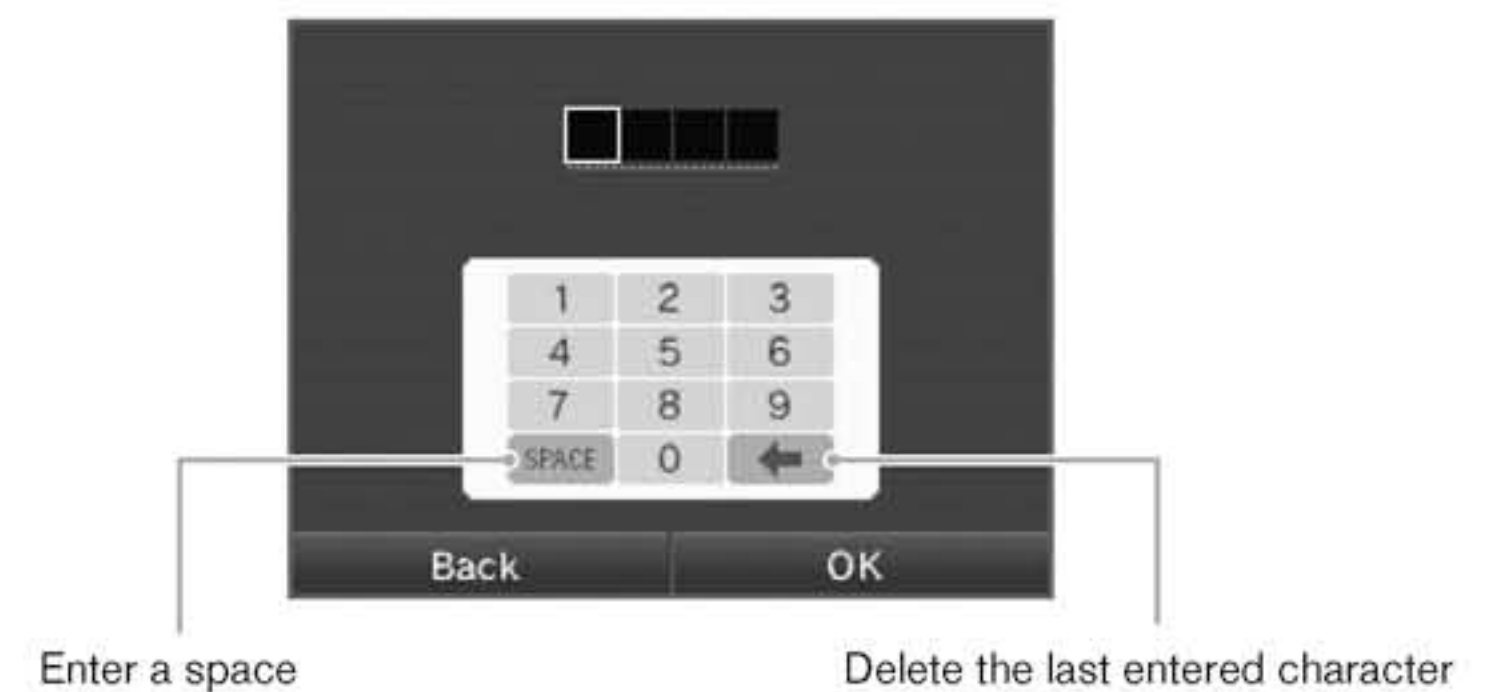 1 2 3
4 5 6
7 8 9
SPACE 0
Back OK
Enter a space
Delete the last entered character